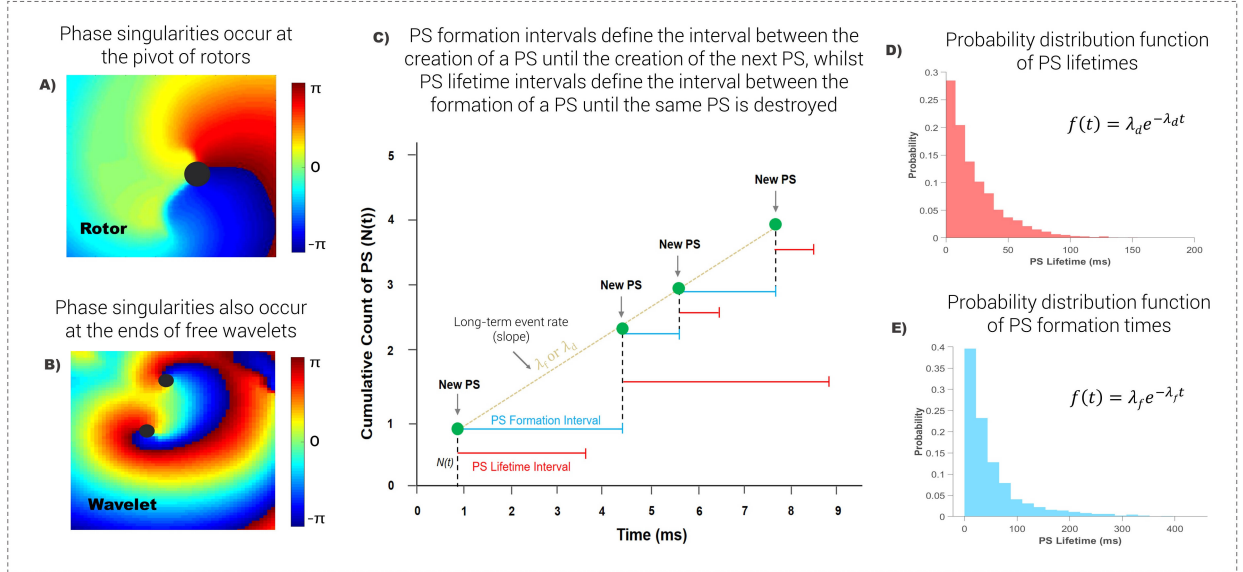 Phase singularities occur at
the pivot of rotors
A)
π
0
-π
Rotor
Phase singularities also occur
at the ends of free wavelets
B)
π
0
-π
Wavelet
C)
PS formation intervals define the interval between the
creation of a PS until the creation of the next PS, whilst
PS lifetime intervals define the interval between the
formation of a PS until the same PS is destroyed
Cumulative Count of PS (N(t))
5
4
3
2
1
0
New PS
New PS
New PS
New PS
Long-term event rate
(slope)
λf or λd
PS Formation Interval
N(t)
PS Lifetime Interval
0 1 2 3 4 5 6 7 8 9
Time (ms)
D)
Probability distribution function
of PS lifetimes
f(t) = λ_d e^{−λ_d t}
Probability
0.3
0.25
0.2
0.15
0.1
0.05
0
0 50 100 150 200
PS Lifetime (ms)
E)
Probability distribution function
of PS formation times
f(t) = λ_f e^{−λ_f t}
Probability
0.4
0.35
0.3
0.25
0.2
0.15
0.1
0.05
0
0 100 200 300 400
PS Lifetime (ms)